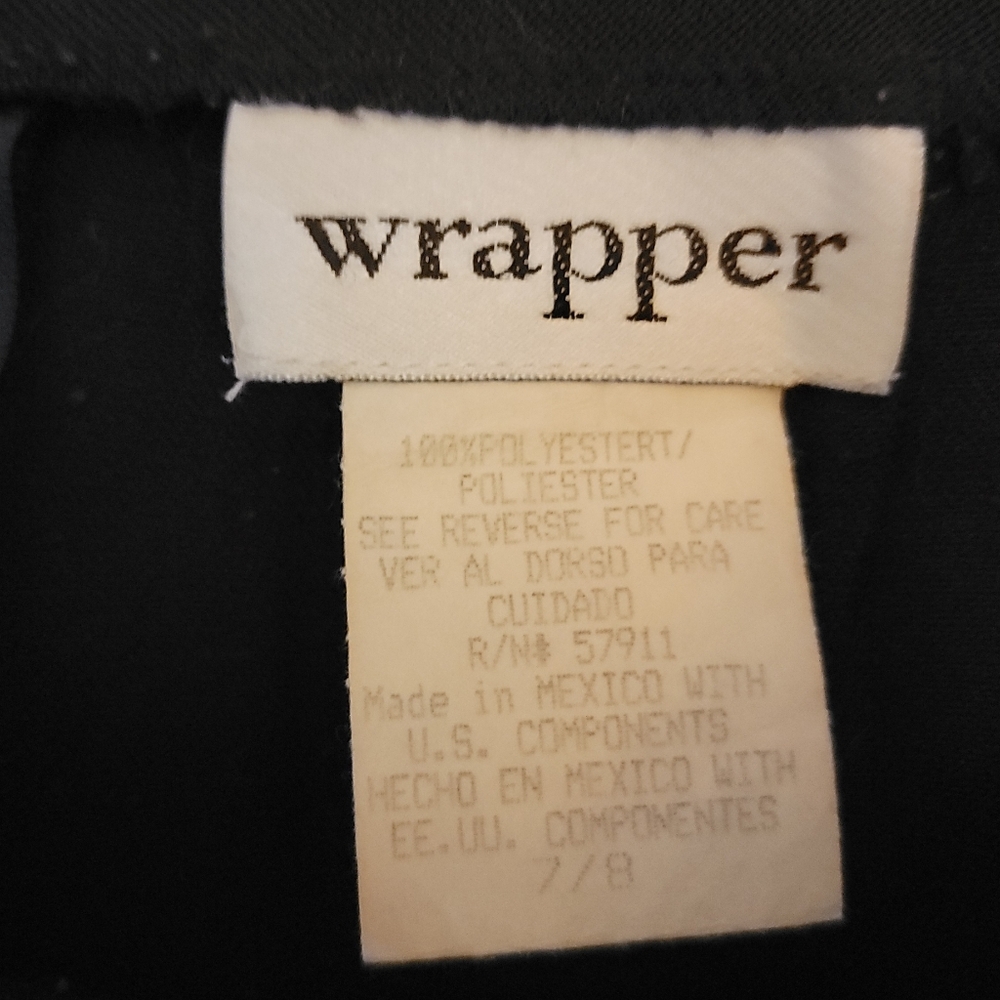 wrapper
100%POLYESTERT/
POLIESTER
SEE REVERSE FOR CARE
VER AL DORSO PARA
CUIDADO
R/N# 57911
Made in MEXICO WITH
U.S. COMPONENTS
HECHO EN MEXICO WITH
EE.UU. COMPONENTES
7/8